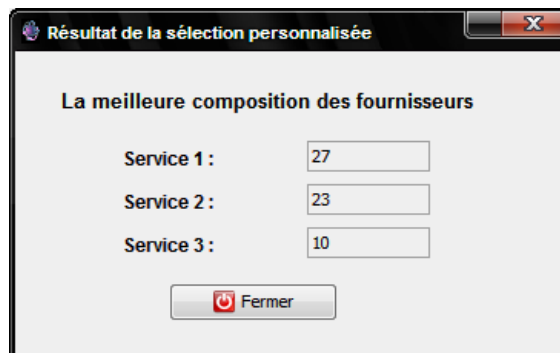 Résultat de la sélection personnalisée
La meilleure composition des fournisseurs
Service 1 : 27
Service 2 : 23
Service 3 : 10
Fermer